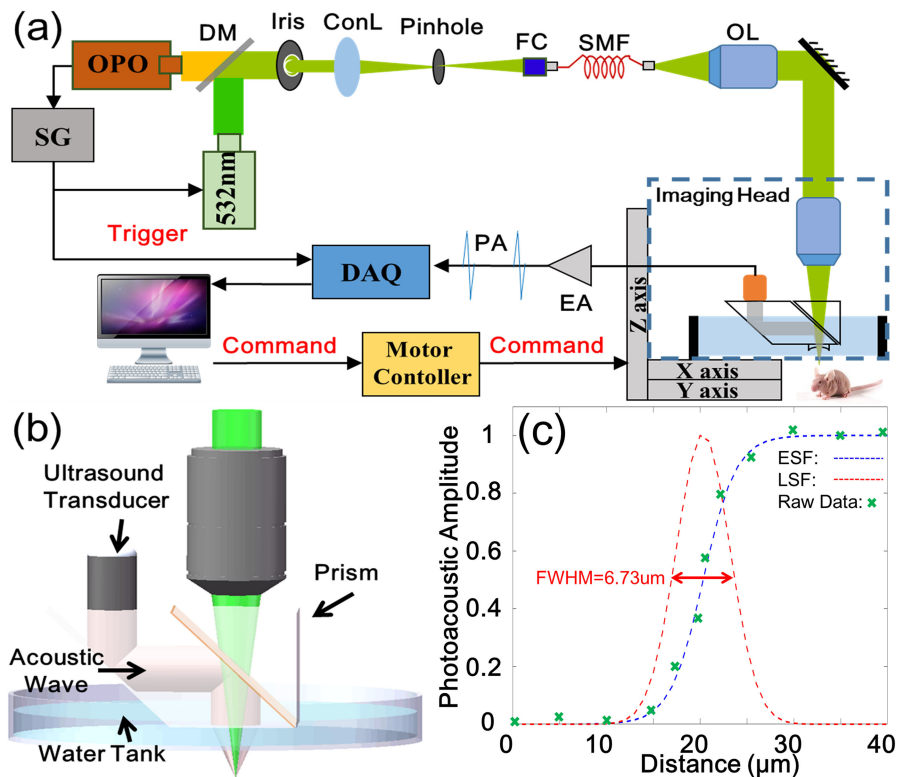 (a)
DM
Iris
ConL
Pinhole
FC
SMF
OL
OPO
SG
532nm
Imaging Head
Trigger
PA
DAQ
EA
Z axis
Command
Motor
Contoller
Command
X axis
Y axis
(b)
Ultrasound
Transducer
Prism
Acoustic
Wave
Water Tank
(c)
Photoacoustic Amplitude
1
0.8
0.6
0.4
0.2
0
ESF:
LSF:
Raw Data:
FWHM=6.73um
0
10
20
30
40
Distance (μm)